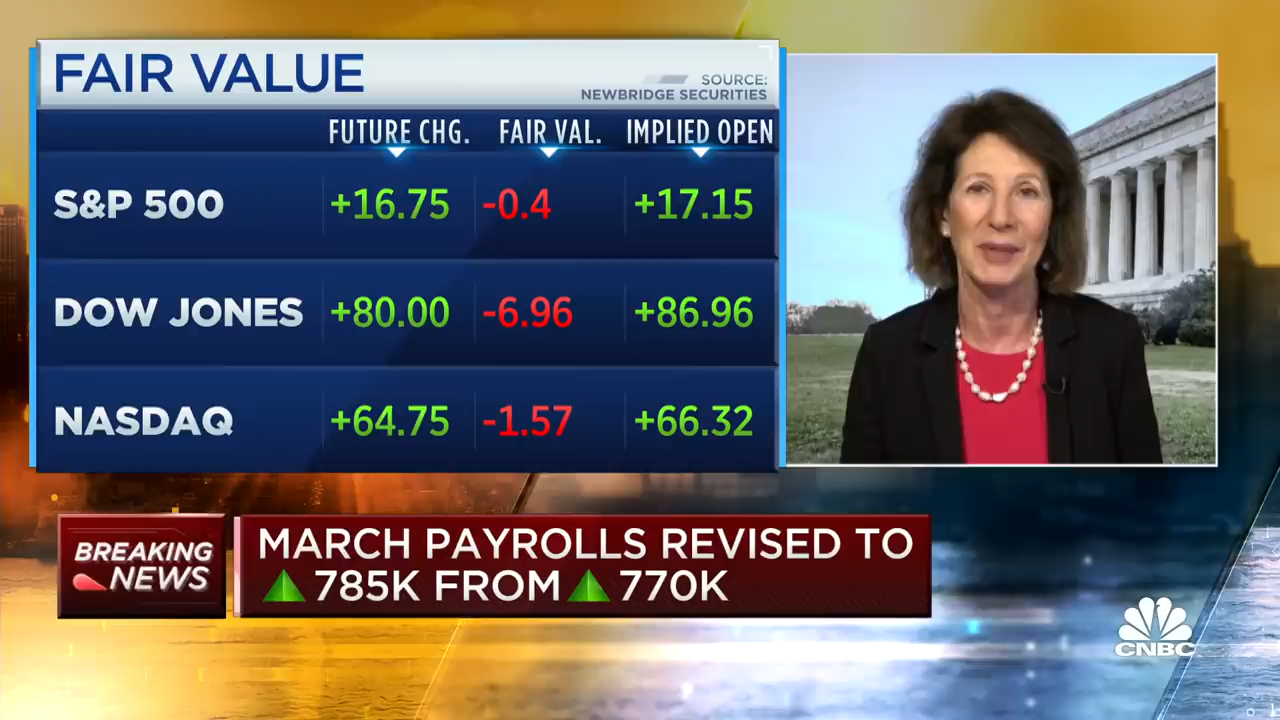 FAIR VALUE
SOURCE:
NEWBRIDGE SECURITIES
FUTURE CHG. FAIR VAL. IMPLIED OPEN
S&P 500 +16.75 -0.4 +17.15
DOW JONES +80.00 -6.96 +86.96
NASDAQ +64.75 -1.57 +66.32
BREAKING
NEWS
MARCH PAYROLLS REVISED TO
785K FROM 770K
CNBC